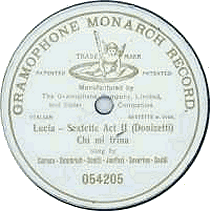 GRAMOPHONE MONARCH RECORD.
TRADE MARK
PATENTED PATENTED
Manufactured by
The Gramophone Company, Limited,
and Sister Companies.
ITALIAN
Lucia - Sextette Act II (Donizetti)
Chi mi frena
sung by
054205